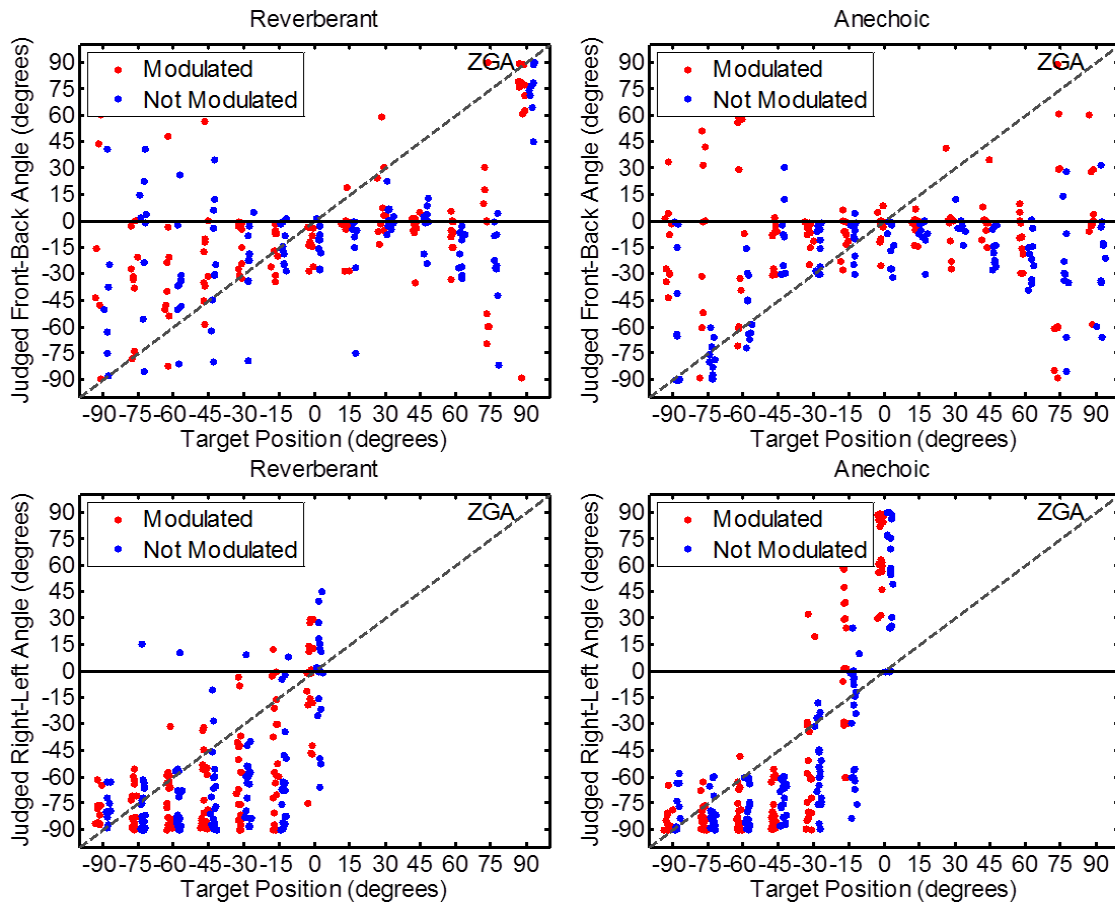 Reverberant
Anechoic
Judged Front-Back Angle (degrees)
90
75
60
45
30
15
0
-15
-30
-45
-60
-75
-90
Modulated
Not Modulated
ZGA
-90 -75 -60 -45 -30 -15 0 15 30 45 60 75 90
Target Position (degrees)
Judged Front-Back Angle (degrees)
90
75
60
45
30
15
0
-15
-30
-45
-60
-75
-90
Modulated
Not Modulated
ZGA
-90 -75 -60 -45 -30 -15 0 15 30 45 60 75 90
Target Position (degrees)
Reverberant
Anechoic
Judged Right-Left Angle (degrees)
90
75
60
45
30
15
0
-15
-30
-45
-60
-75
-90
Modulated
Not Modulated
ZGA
-90 -75 -60 -45 -30 -15 0 15 30 45 60 75 90
Target Position (degrees)
Judged Right-Left Angle (degrees)
90
75
60
45
30
15
0
-15
-30
-45
-60
-75
-90
Modulated
Not Modulated
ZGA
-90 -75 -60 -45 -30 -15 0 15 30 45 60 75 90
Target Position (degrees)